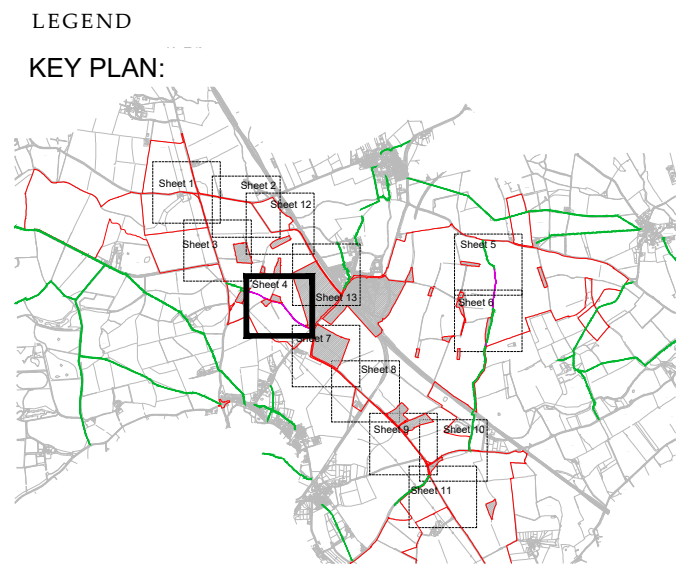 LEGEND
KEY PLAN:
Sheet 1
Sheet 2
Sheet 12
Sheet 3
Sheet 5
Sheet 4
Sheet 13
Sheet 6
Sheet 7
Sheet 8
Sheet 9
Sheet 10
Sheet 11